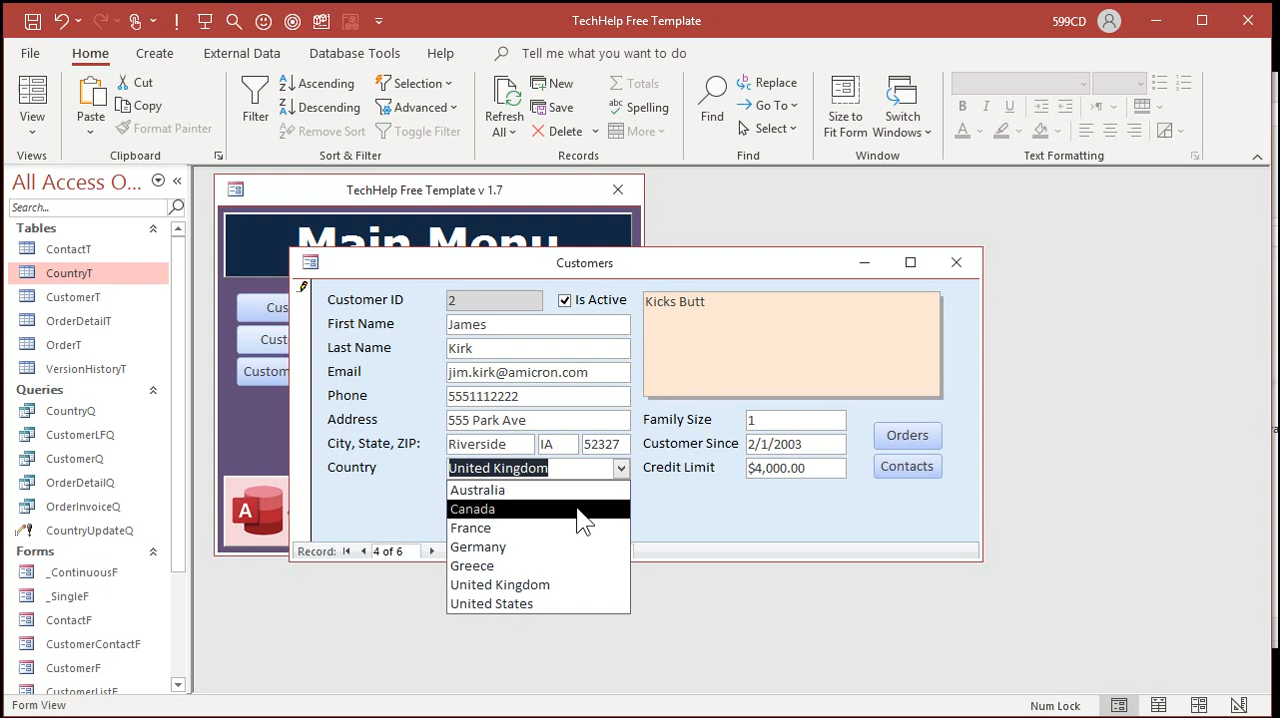 TechHelp Free Template
599CD
File Home Create External Data Database Tools Help Tell me what you want to do
View
Views
Paste
Cut
Copy
Format Painter
Clipboard
Filter
Ascending
Descending
Remove Sort
Selection
Advanced
Toggle Filter
Sort & Filter
Refresh
All
New
Save
Delete
Totals
Spelling
More
Records
Find
Replace
Go To
Select
Find
Size to
Fit Form
Switch
Windows
Window
B I U
A
Text Formatting
All Access O...
Search...
Tables
ContactT
CountryT
CustomerT
OrderDetailT
OrderT
VersionHistoryT
Queries
CountryQ
CustomerLFQ
CustomerQ
OrderDetailQ
OrderInvoiceQ
CountryUpdateQ
Forms
_ContinuousF
_SingleF
ContactF
CustomerContactF
CustomerF
CustomerListF
TechHelp Free Template v 1.7
Main Menu
Cus
Cust
Custom
A
Customers
Customer ID 2 Is Active
First Name James
Last Name Kirk
Email jim.kirk@amicron.com
Phone 5551112222
Address 555 Park Ave
City, State, ZIP: Riverside IA 52327
Country United Kingdom
Australia
Canada
France
Germany
Greece
United Kingdom
United States
Kicks Butt
Family Size 1
Customer Since 2/1/2003
Credit Limit $4,000.00
Orders
Contacts
Record: 4 of 6
Form View
Num Lock